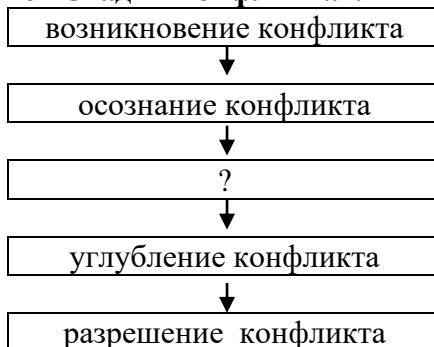 возникновение конфликта
осознание конфликта
?
углубление конфликта
разрешение конфликта